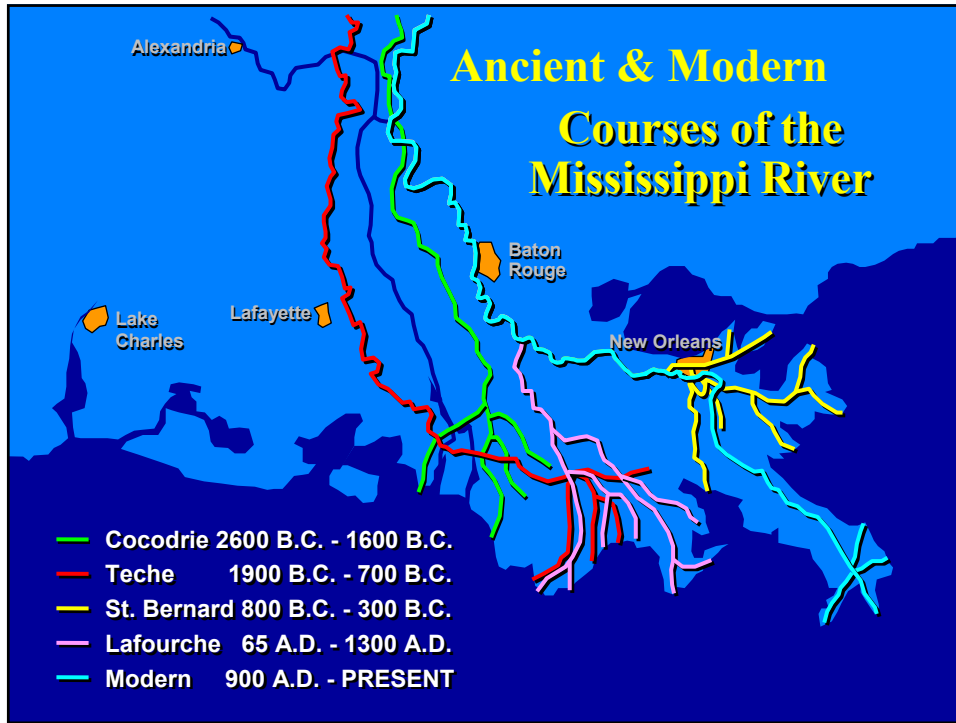 Alexandria
Ancient & Modern
Courses of the
Mississippi River
Baton
Rouge
Lafayette
Lake
Charles
New Orleans
Cocodrie 2600 B.C. - 1600 B.C.
Teche 1900 B.C. - 700 B.C.
St. Bernard 800 B.C. - 300 B.C.
Lafourche 65 A.D. - 1300 A.D.
Modern 900 A.D. - PRESENT